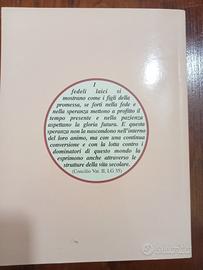 I
fedeli laici si
mostrano come i figli della
promessa, se forti nella fede e
nella speranza mettono a profitto il
tempo presente e nella pazienza
aspettano la gloria futura. E questa
speranza non la nascondono nell'interno
del loro animo, ma con una continua
conversione e con la lotta contro i
dominatori di questo mondo la
esprimono anche attraverso le
strutture della vita secolare.
(Concilio Vat. II, LG 35)
subito